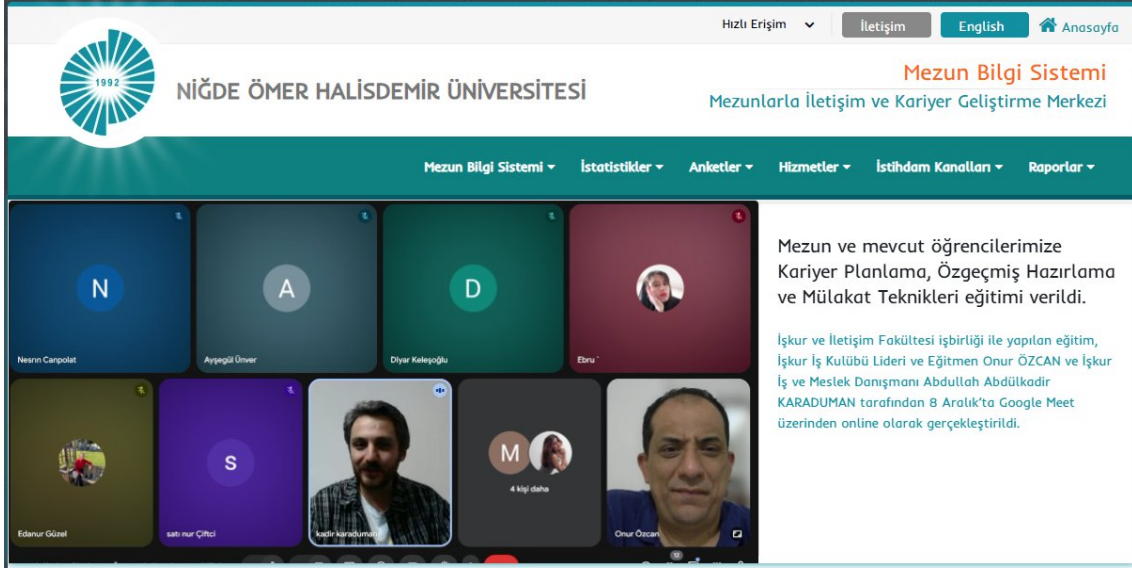 Hızlı Erişim
İletişim
English
Anasayfa
1992
NİĞDE ÖMER HALİSDEMİR ÜNİVERSİTESİ
Mezun Bilgi Sistemi
Mezunlarla İletişim ve Kariyer Geliştirme Merkezi
Mezun Bilgi Sistemi
İstatistikler
Anketler
Hizmetler
İstihdam Kanalları
Raporlar
N
Nesrın Canpolat
A
Ayşegül Ünver
D
Diyar Keleşoğlu
Ebru
Edanur Güzel
S
satı nur Çiftci
kadir karaduman
M
4 kişi daha
Onur Özcan
12
Mezun ve mevcut öğrencilerimize
Kariyer Planlama, Özgeçmiş Hazırlama
ve Mülakat Teknikleri eğitimi verildi.
İşkur ve İletişim Fakültesi işbirliği ile yapılan eğitim,
İşkur İş Kulübü Lideri ve Eğitmen Onur ÖZCAN ve İşkur
İş ve Meslek Danışmanı Abdullah Abdülkadir
KARADUMAN tarafından 8 Aralık'ta Google Meet
üzerinden online olarak gerçekleştirildi.